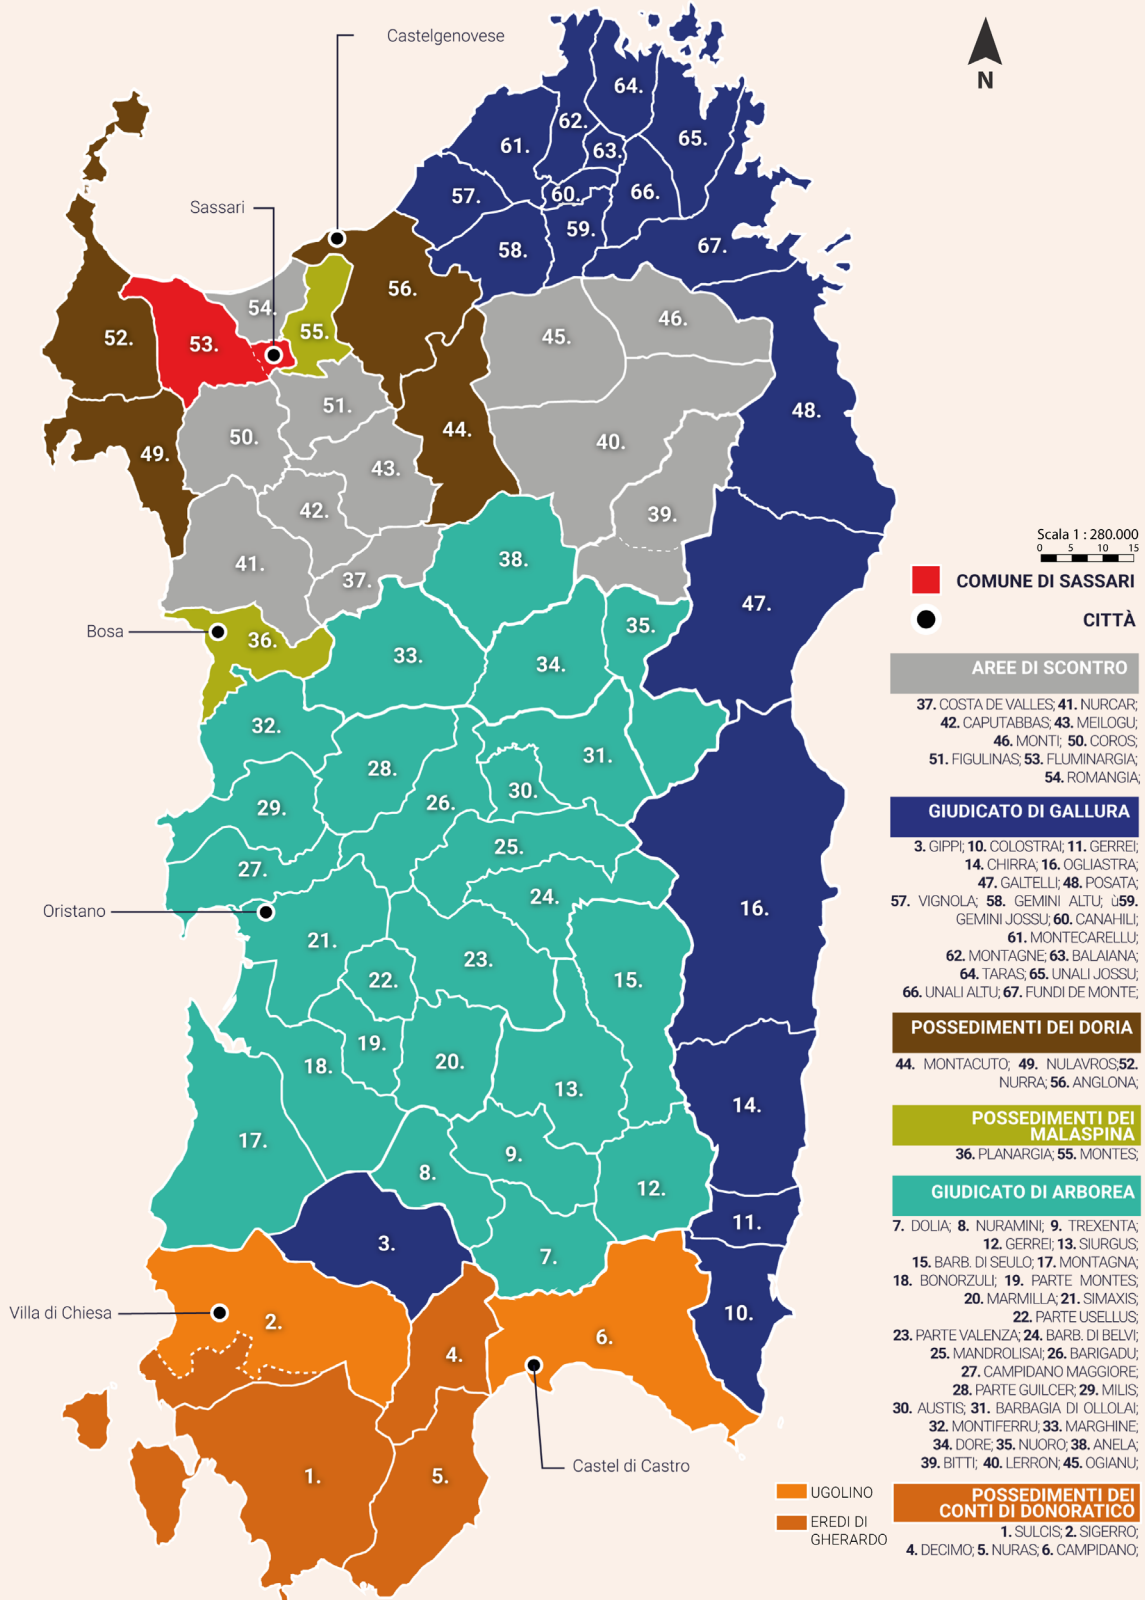 Castelgenovese
N
64.
62.
65.
61.
63.
57.
60.
66.
Sassari
59.
58.
67.
56.
54.
46.
55.
52.
53.
45.
51.
48.
44.
50.
40.
49.
43.
42.
39.
Scala 1 : 280.000
0 5 10 15
38.
41.
37.
COMUNE DI SASSARI
47.
CITTÀ
Bosa
36.
35.
33.
34.
AREE DI SCONTRO
37. COSTA DE VALLES; 41. NURCAR;
42. CAPUTABBAS; 43. MEILOGU;
46. MONTI; 50. COROS;
51. FIGULINAS; 53. FLUMINARGIA;
54. ROMANGIA;
32.
31.
28.
30.
26.
29.
25.
27.
24.
GIUDICATO DI GALLURA
3. GIPPI; 10. COLOSTRAI; 11. GERREI;
14. CHIRRA; 16. OGLIASTRA;
47. GALTELLI; 48. POSATA;
57. VIGNOLA; 58. GEMINI ALTU; ù59.
GEMINI JOSSU; 60. CANAHILI;
61. MONTECARELLU;
62. MONTAGNE; 63. BALAIANA;
64. TARAS; 65. UNALI JOSSU;
66. UNALI ALTU; 67. FUNDI DE MONTE;
Oristano
16.
21.
23.
22.
15.
POSSEDIMENTI DEI DORIA
44. MONTACUTO; 49. NULAVROS;52.
NURRA; 56. ANGLONA;
19.
18.
20.
13.
14.
17.
9.
8.
12.
POSSEDIMENTI DEI
MALASPINA
36. PLANARGIA; 55. MONTES;
11.
3.
7.
GIUDICATO DI ARBOREA
7. DOLIA; 8. NURAMINI; 9. TREXENTA;
12. GERREI; 13. SIURGUS;
15. BARB. DI SEULO; 17. MONTAGNA;
18. BONORZULI; 19. PARTE MONTES;
20. MARMILLA; 21. SIMAXIS;
22. PARTE USELLUS;
23. PARTE VALENZA; 24. BARB. DI BELVI;
25. MANDROLISAI; 26. BARIGADU;
27. CAMPIDANO MAGGIORE;
28. PARTE GUILCER; 29. MILIS;
30. AUSTIS; 31. BARBAGIA DI OLLOLAI;
32. MONTIFERRU; 33. MARGHINE;
34. DORE; 35. NUORO; 38. ANELA;
39. BITTI; 40. LERRON; 45. OGIANU;
Villa di Chiesa
2.
10.
6.
4.
Castel di Castro
1.
5.
UGOLINO
EREDI DI
GHERARDO
POSSEDIMENTI DEI
CONTI DI DONORATICO
1. SULCIS; 2. SIGERRO;
4. DECIMO; 5. NURAS; 6. CAMPIDANO;